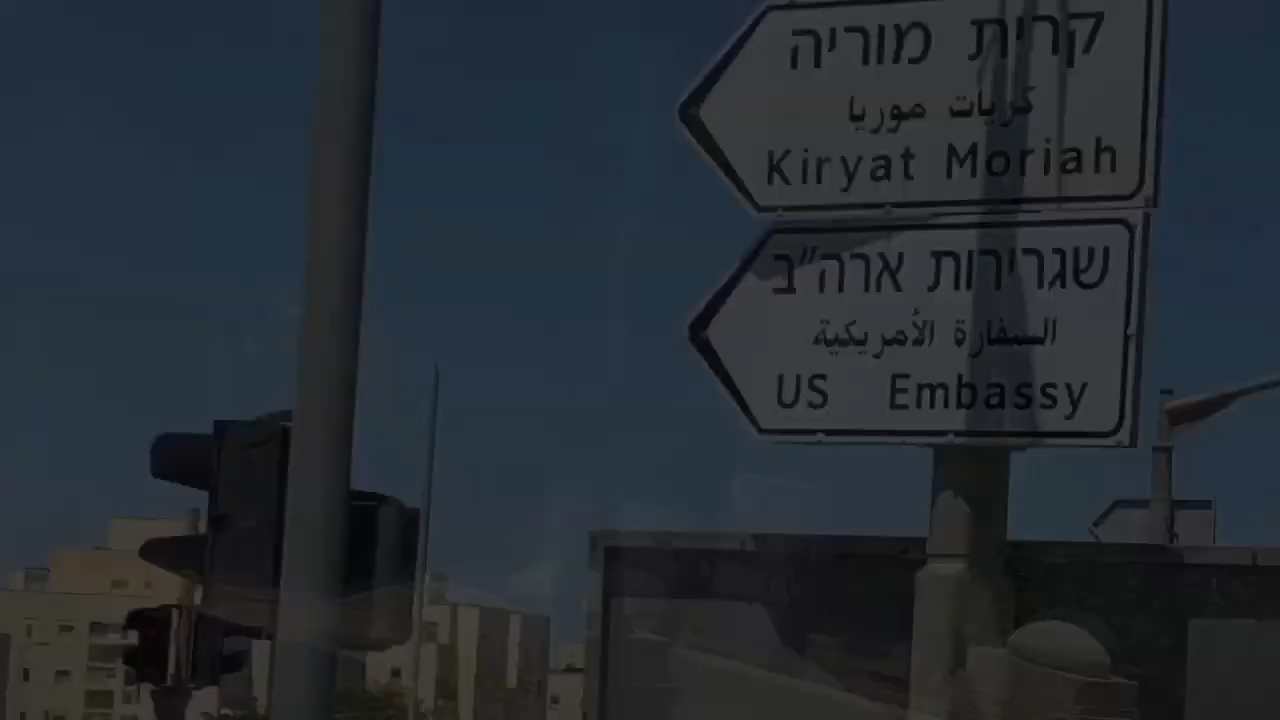 קרית מוריה
كريات موريا
Kiryat Moriah
שגרירות ארה"ב
السفارة الأمريكية
US Embassy